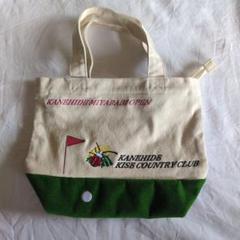 KANEHIDE MIYARABI OPEN
KANEHIDE
KISE COUNTRY CLUB